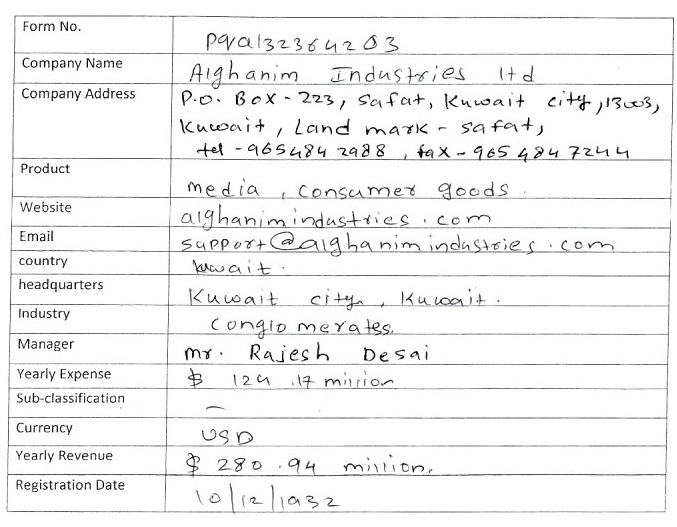 Form No. pqa132364203
Company Name Alghanim Industries ltd
Company Address P.O. Box - 223, Safat, Kuwait city, 13003,
Kuwait, Land mark - safat,
tel - 965484 2988, fax - 965 484 7244
Product media, consumer goods.
Website alghanimindustries.com
Email support@alghanimindustries.com
country kuwait.
headquarters Kuwait city, Kuwait.
Industry Conglomerates.
Manager mr. Rajesh Desai
Yearly Expense $ 124.17 million
Sub-classification –
Currency USD
Yearly Revenue $ 280.94 million.
Registration Date 10/12/1932